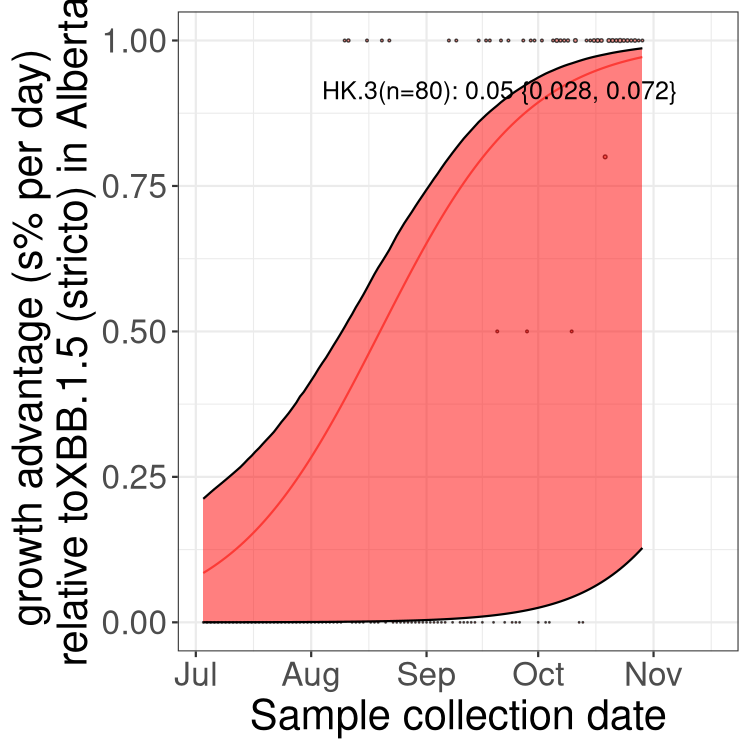 growth advantage (s% per day)
relative toXBB.1.5 (stricto) in Alberta
1.00
0.75
0.50
0.25
0.00
HK.3(n=80): 0.05 {0.028, 0.072}
Jul Aug Sep Oct Nov
Sample collection date